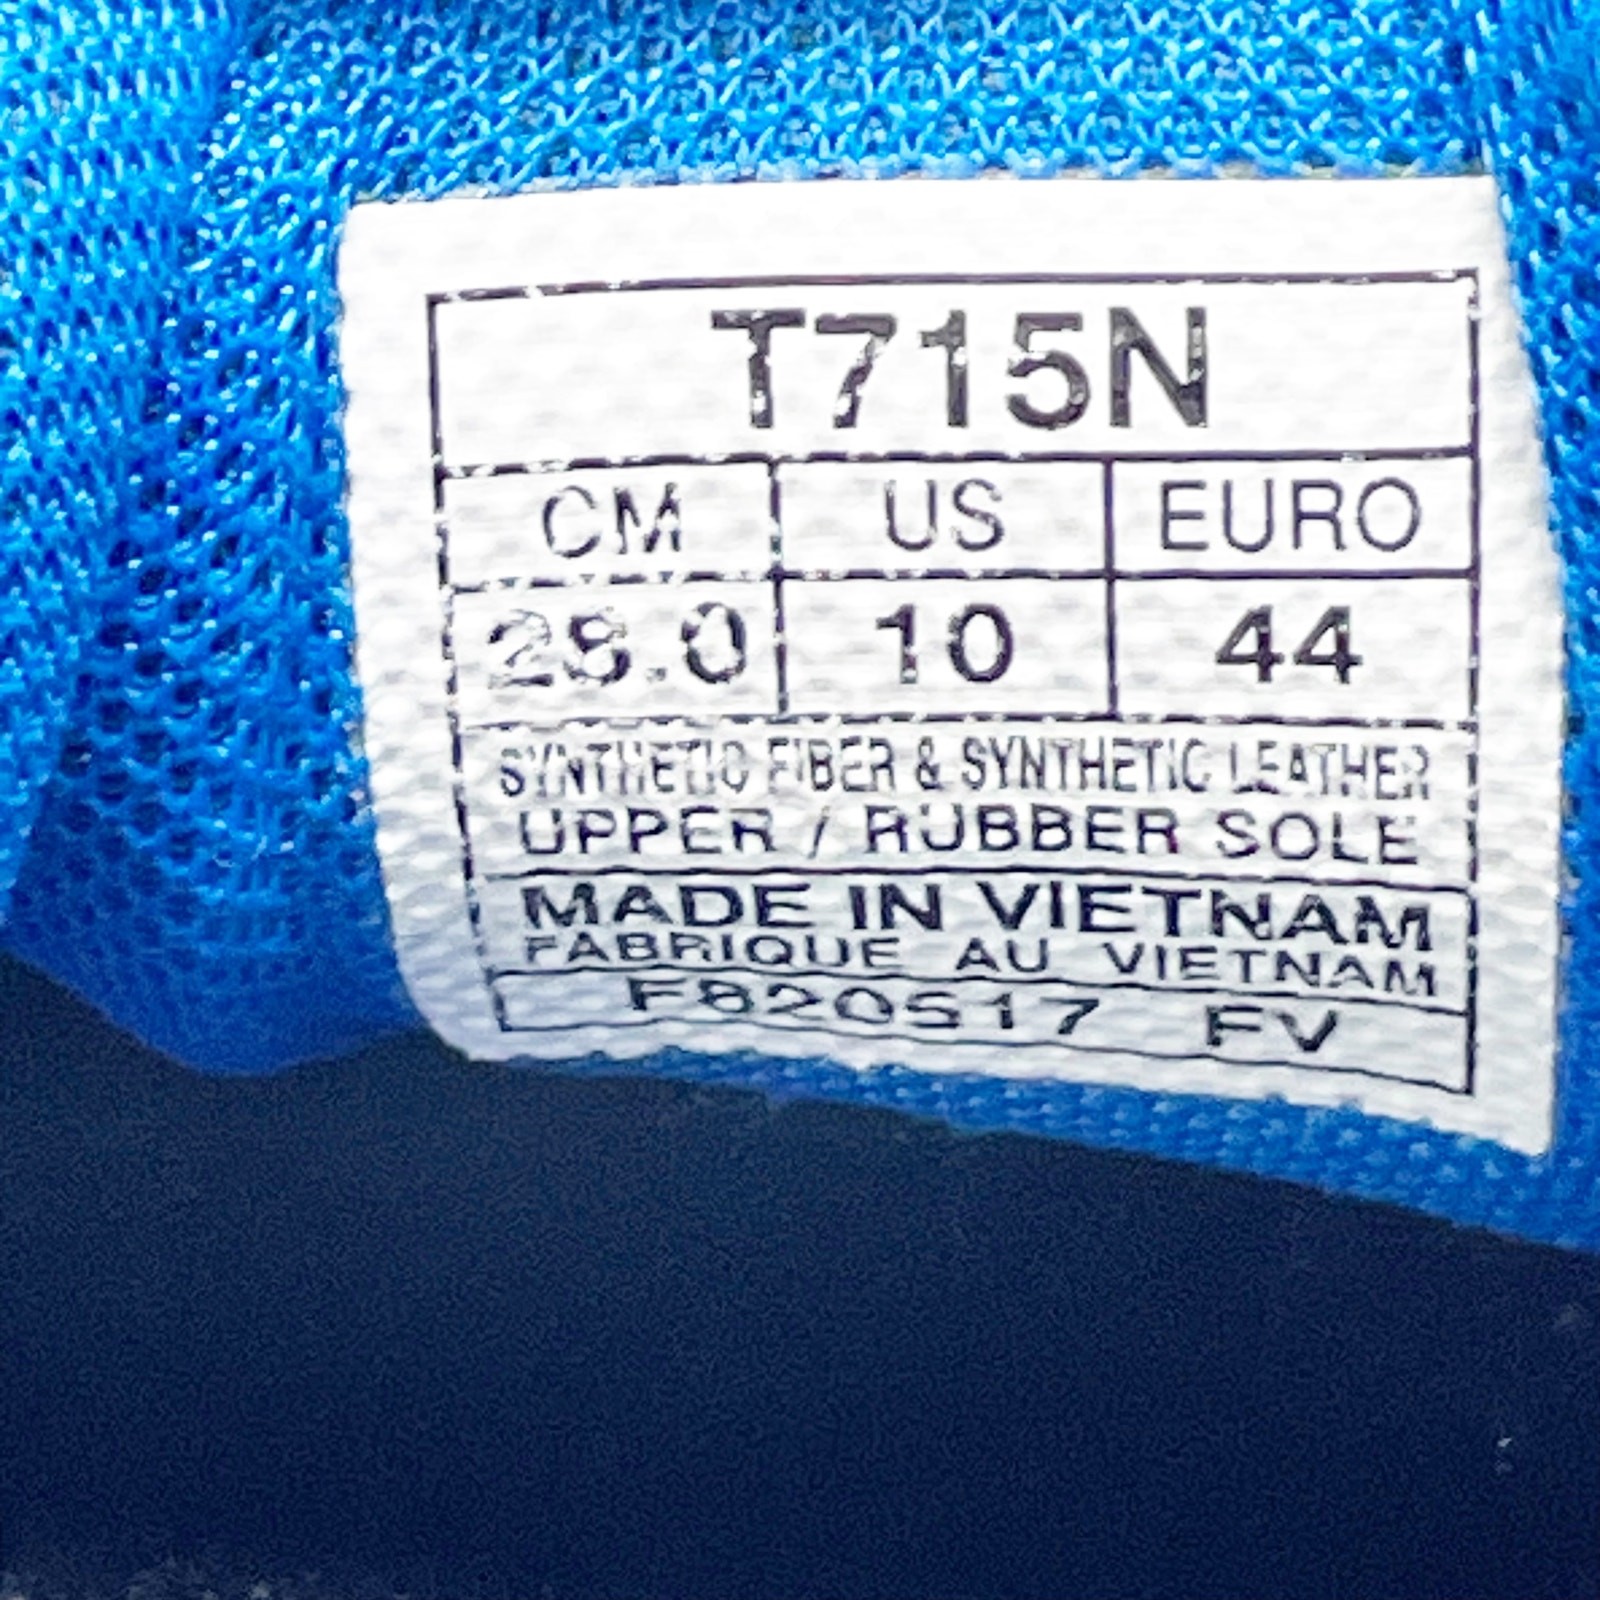 T715N
CM US EURO
28.0 10 44
SYNTHETIC FIBER & SYNTHETIC LEATHER
UPPER / RUBBER SOLE
MADE IN VIETNAM
FABRIQUE AU VIETNAM
F820517 FV